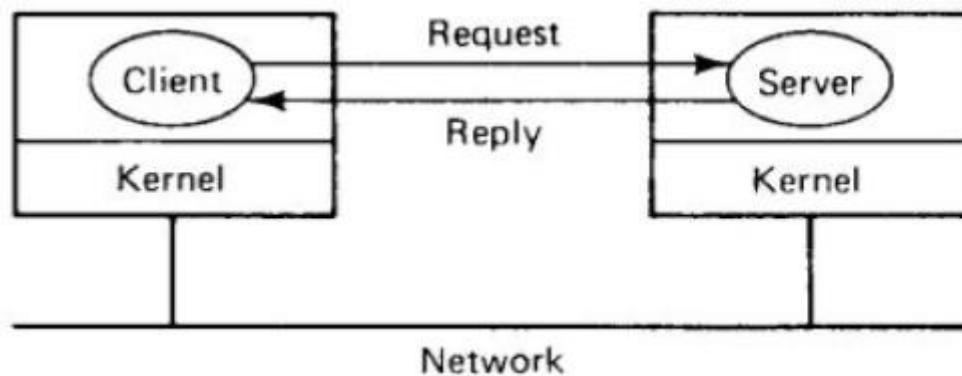 Request
Client
Server
Reply
Kernel
Kernel
Network